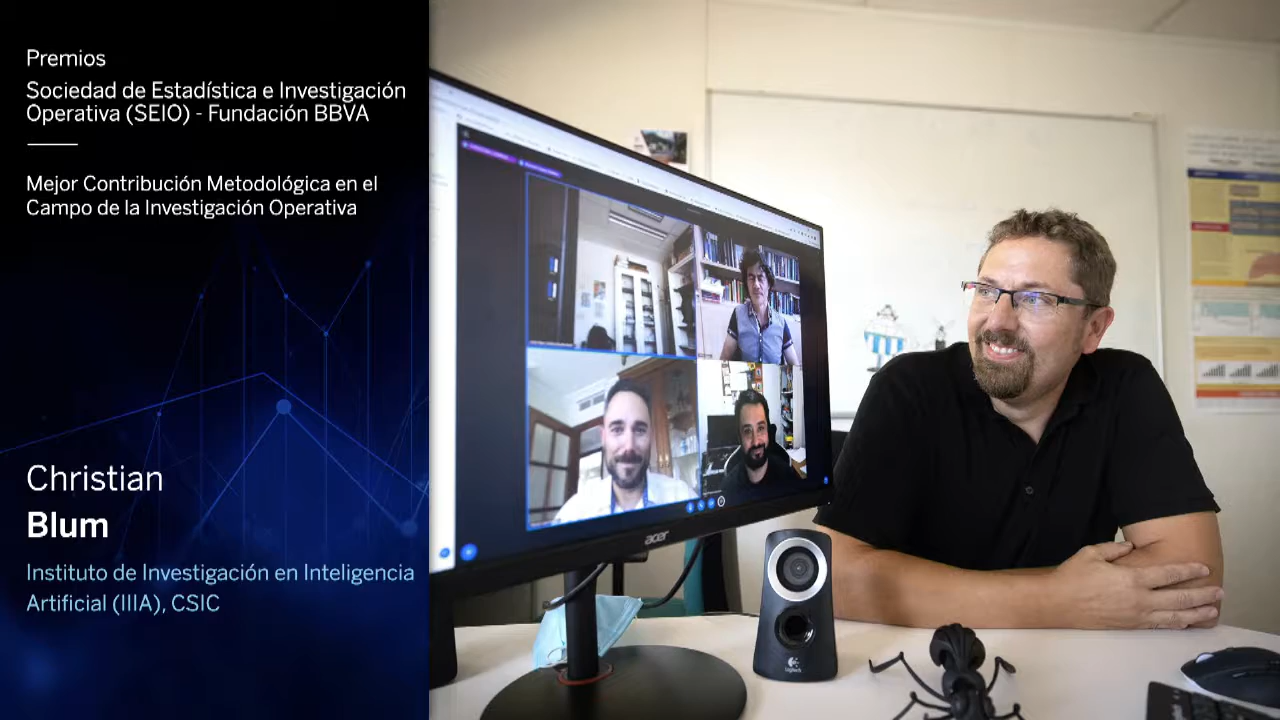 Premios
Sociedad de Estadística e Investigación
Operativa (SEIO) - Fundación BBVA
Mejor Contribución Metodológica en el
Campo de la Investigación Operativa
Christian
Blum
Instituto de Investigación en Inteligencia
Artificial (IIIA), CSIC
acer
Logitech